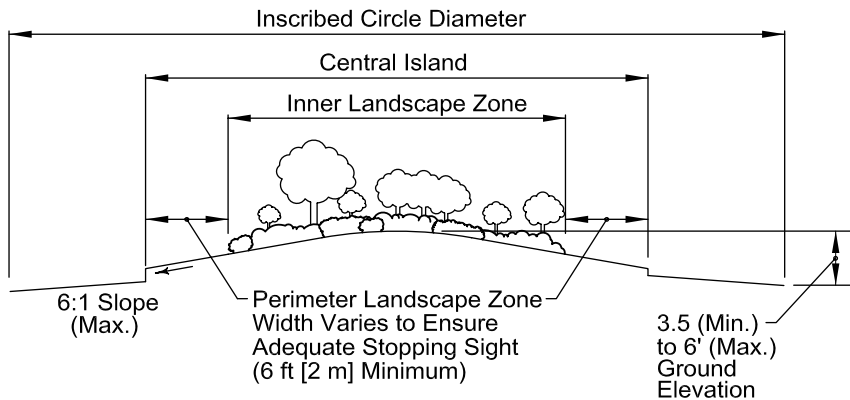 Inscribed Circle Diameter
Central Island
Inner Landscape Zone
6:1 Slope
(Max.)
Perimeter Landscape Zone
Width Varies to Ensure
Adequate Stopping Sight
(6 ft [2 m] Minimum)
3.5 (Min.)
to 6' (Max.)
Ground
Elevation